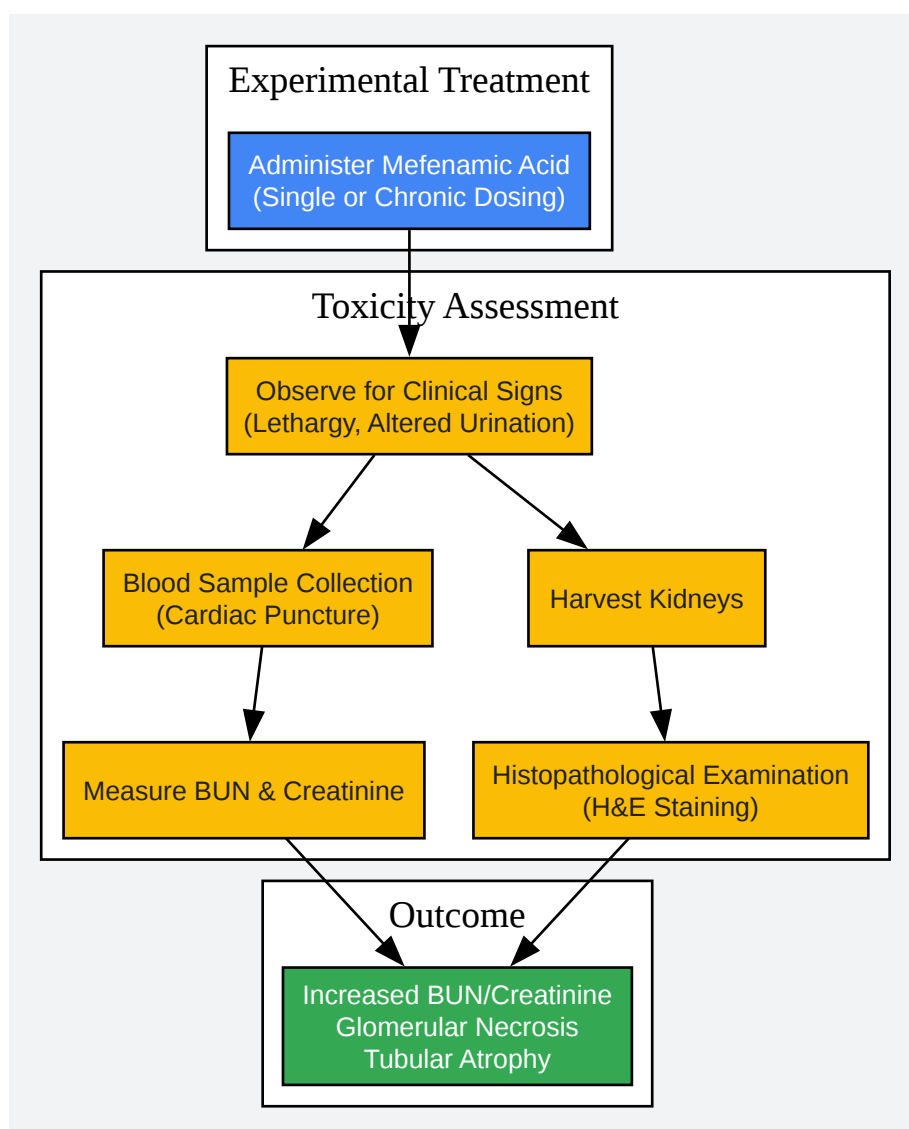 Experimental Treatment
Administer Mefenamic Acid
(Single or Chronic Dosing)
Toxicity Assessment
Observe for Clinical Signs
(Lethargy, Altered Urination)
Blood Sample Collection
(Cardiac Puncture)
Harvest Kidneys
Measure BUN & Creatinine
Histopathological Examination
(H&E Staining)
Outcome
Increased BUN/Creatinine
Glomerular Necrosis
Tubular Atrophy